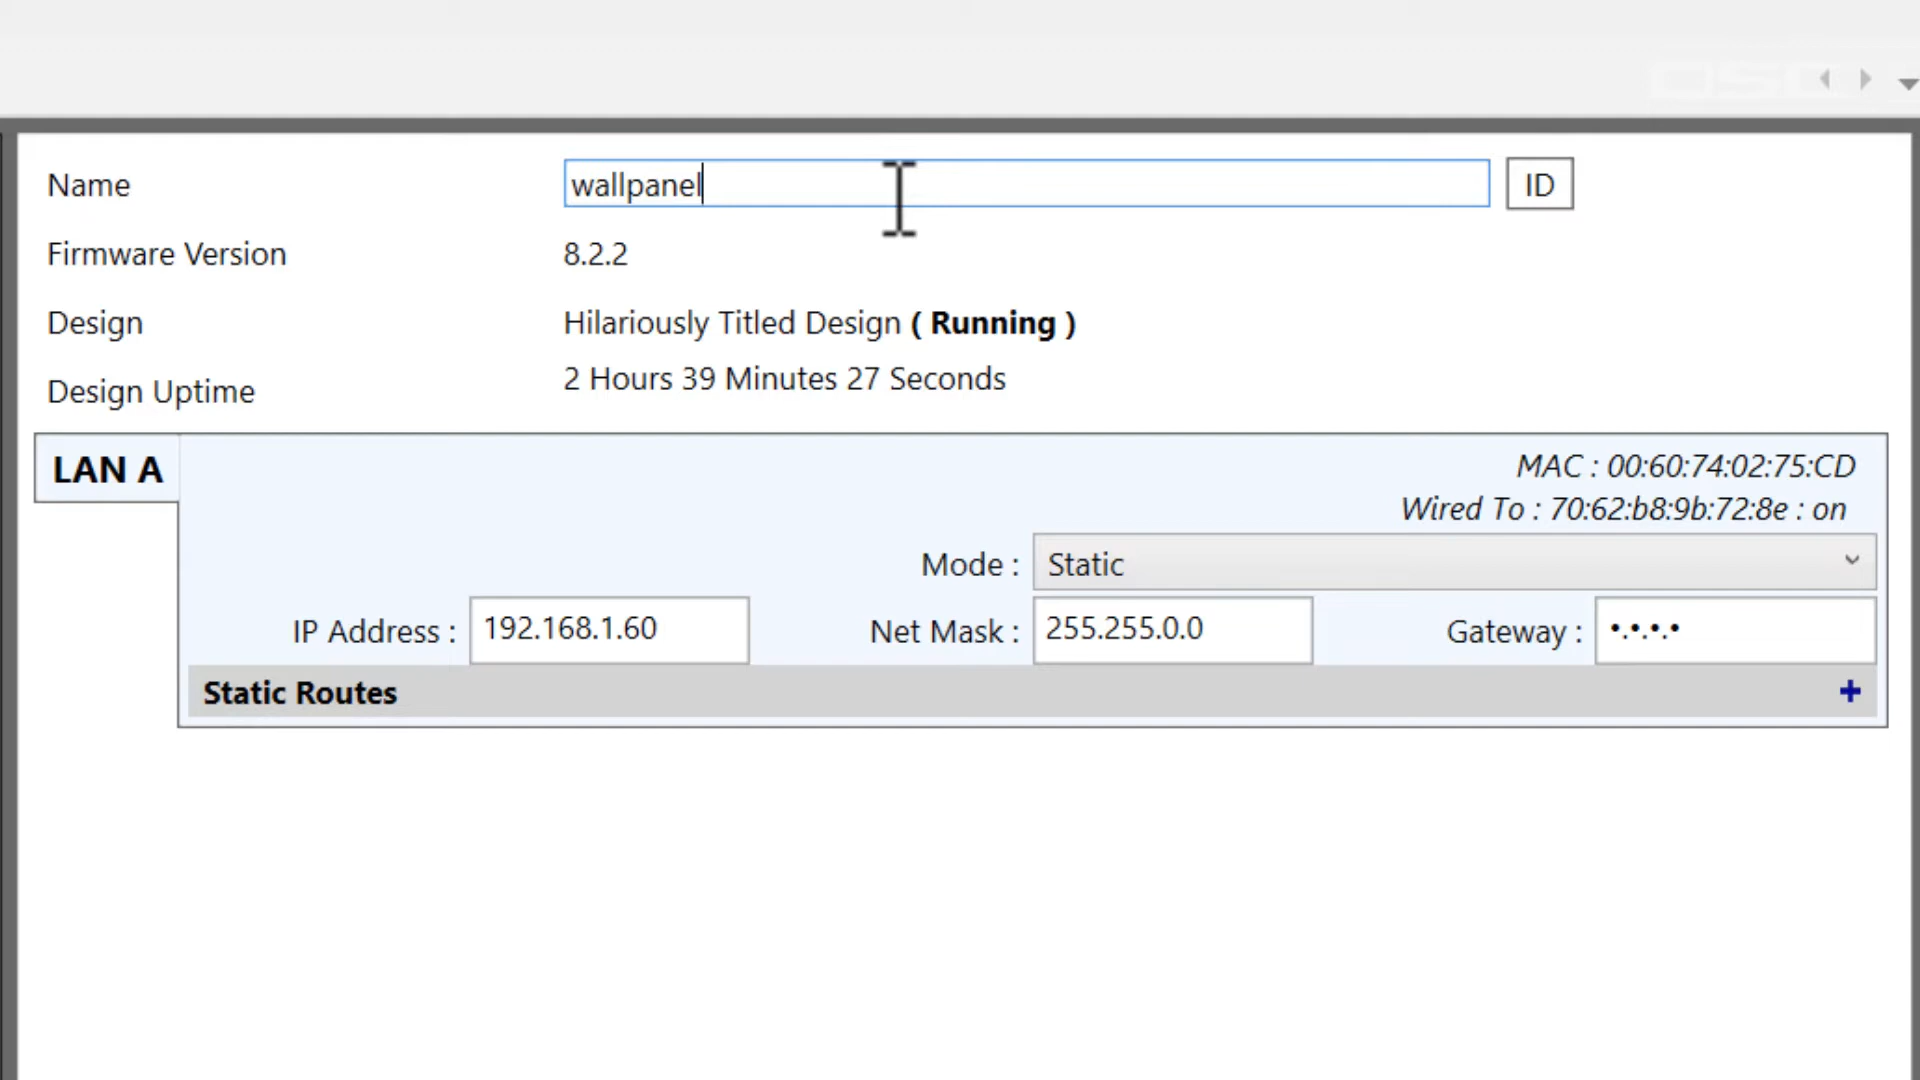 Name wallpanel ID
Firmware Version 8.2.2
Design Hilariously Titled Design ( Running )
Design Uptime 2 Hours 39 Minutes 27 Seconds
LAN A MAC : 00:60:74:02:75:CD
Wired To : 70:62:b8:9b:72:8e : on
Mode : Static
IP Address : 192.168.1.60 Net Mask : 255.255.0.0 Gateway : •.•.•.•
Static Routes +